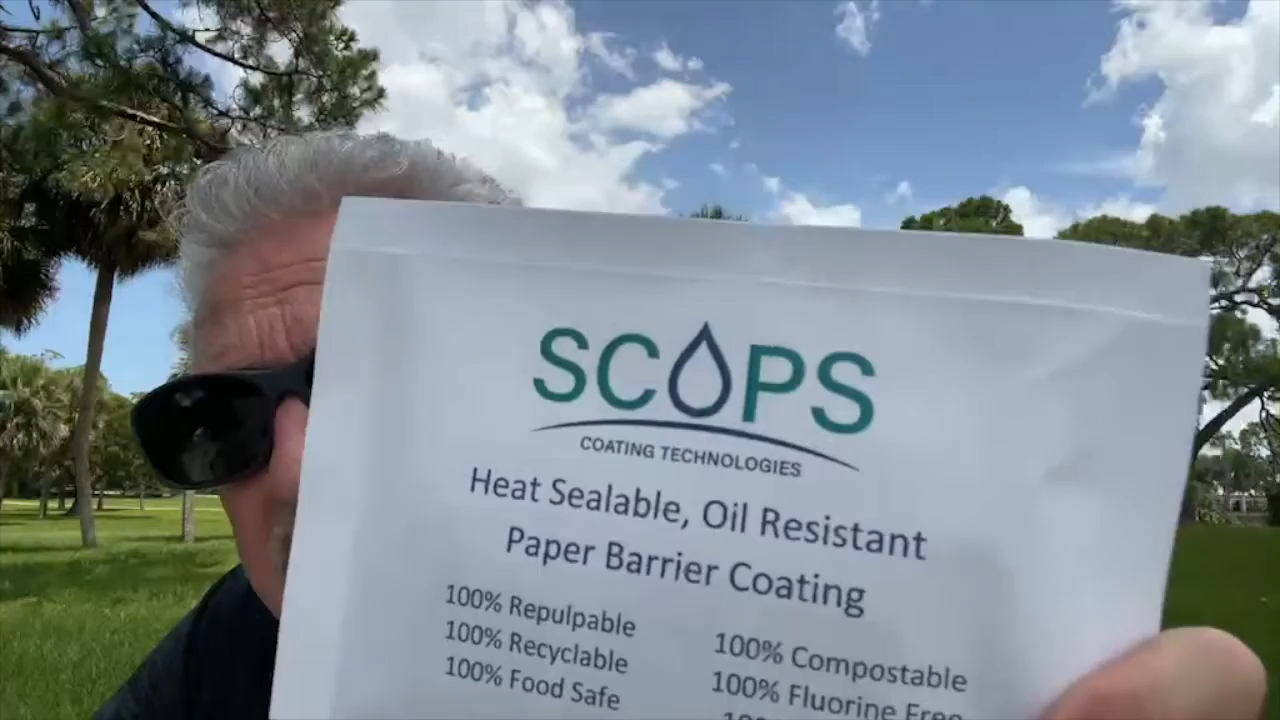 SCOPS
COATING TECHNOLOGIES
Heat Sealable, Oil Resistant
Paper Barrier Coating
100% Repulpable
100% Recyclable
100% Food Safe
100% Compostable
100% Fluorine Free